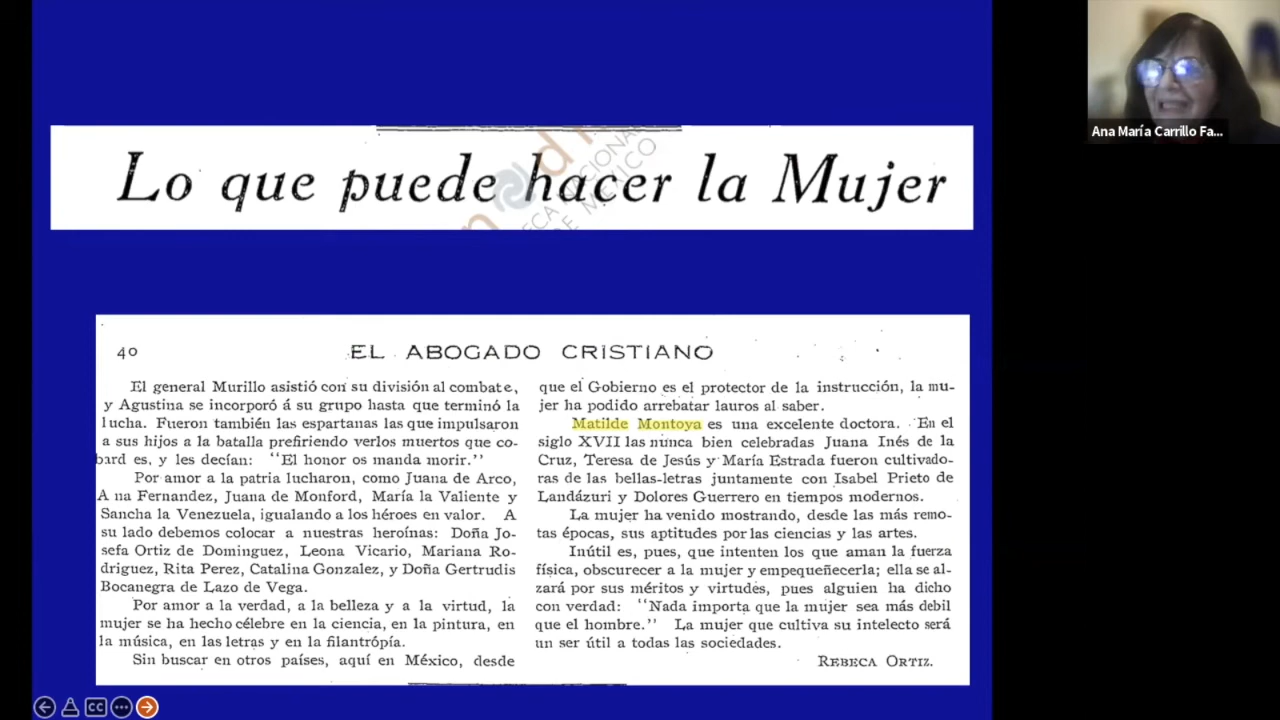 Lo que puede hacer la Mujer
40
EL ABOGADO CRISTIANO
El general Murillo asistió con su división al combate,
y Agustina se incorporó á su grupo hasta que terminó la
lucha. Fueron también las espartanas las que impulsaron
a sus hijos a la batalla prefiriendo verlos muertos que co-
bard es, y les decían: "El honor os manda morir."
Por amor a la patria lucharon, como Juana de Arco,
Ana Fernandez, Juana de Monford, María la Valiente y
Sancha la Venezuela, igualando a los héroes en valor. A
su lado debemos colocar a nuestras heroínas: Doña Jo-
sefa Ortiz de Dominguez, Leona Vicario, Mariana Ro-
driguez, Rita Perez, Catalina Gonzalez, y Doña Gertrudis
Bocanegra de Lazo de Vega.
Por amor a la verdad, a la belleza y a la virtud, la
mujer se ha hecho célebre en la ciencia, en la pintura, en
la música, en las letras y en la filantrópía.
Sin buscar en otros países, aquí en México, desde
que el Gobierno es el protector de la instrucción, la mu-
jer ha podido arrebatar lauros al saber.
Matilde Montoya es una excelente doctora. En el
siglo XVII las nunca bien celebradas Juana Inés de la
Cruz, Teresa de Jesús y María Estrada fueron cultivado-
ras de las bellas-letras juntamente con Isabel Prieto de
Landázuri y Dolores Guerrero en tiempos modernos.
La mujer ha venido mostrando, desde las más remo-
tas épocas, sus aptitudes por las ciencias y las artes.
Inútil es, pues, que intenten los que aman la fuerza
física, obscurecer a la mujer y empequeñecerla; ella se al-
zará por sus méritos y virtudes, pues alguien ha dicho
con verdad: "Nada importa que la mujer sea más debil
que el hombre." La mujer que cultiva su intelecto será
un ser útil a todas las sociedades.
REBECA ORTIZ.
Ana María Carrillo Fa...
CC